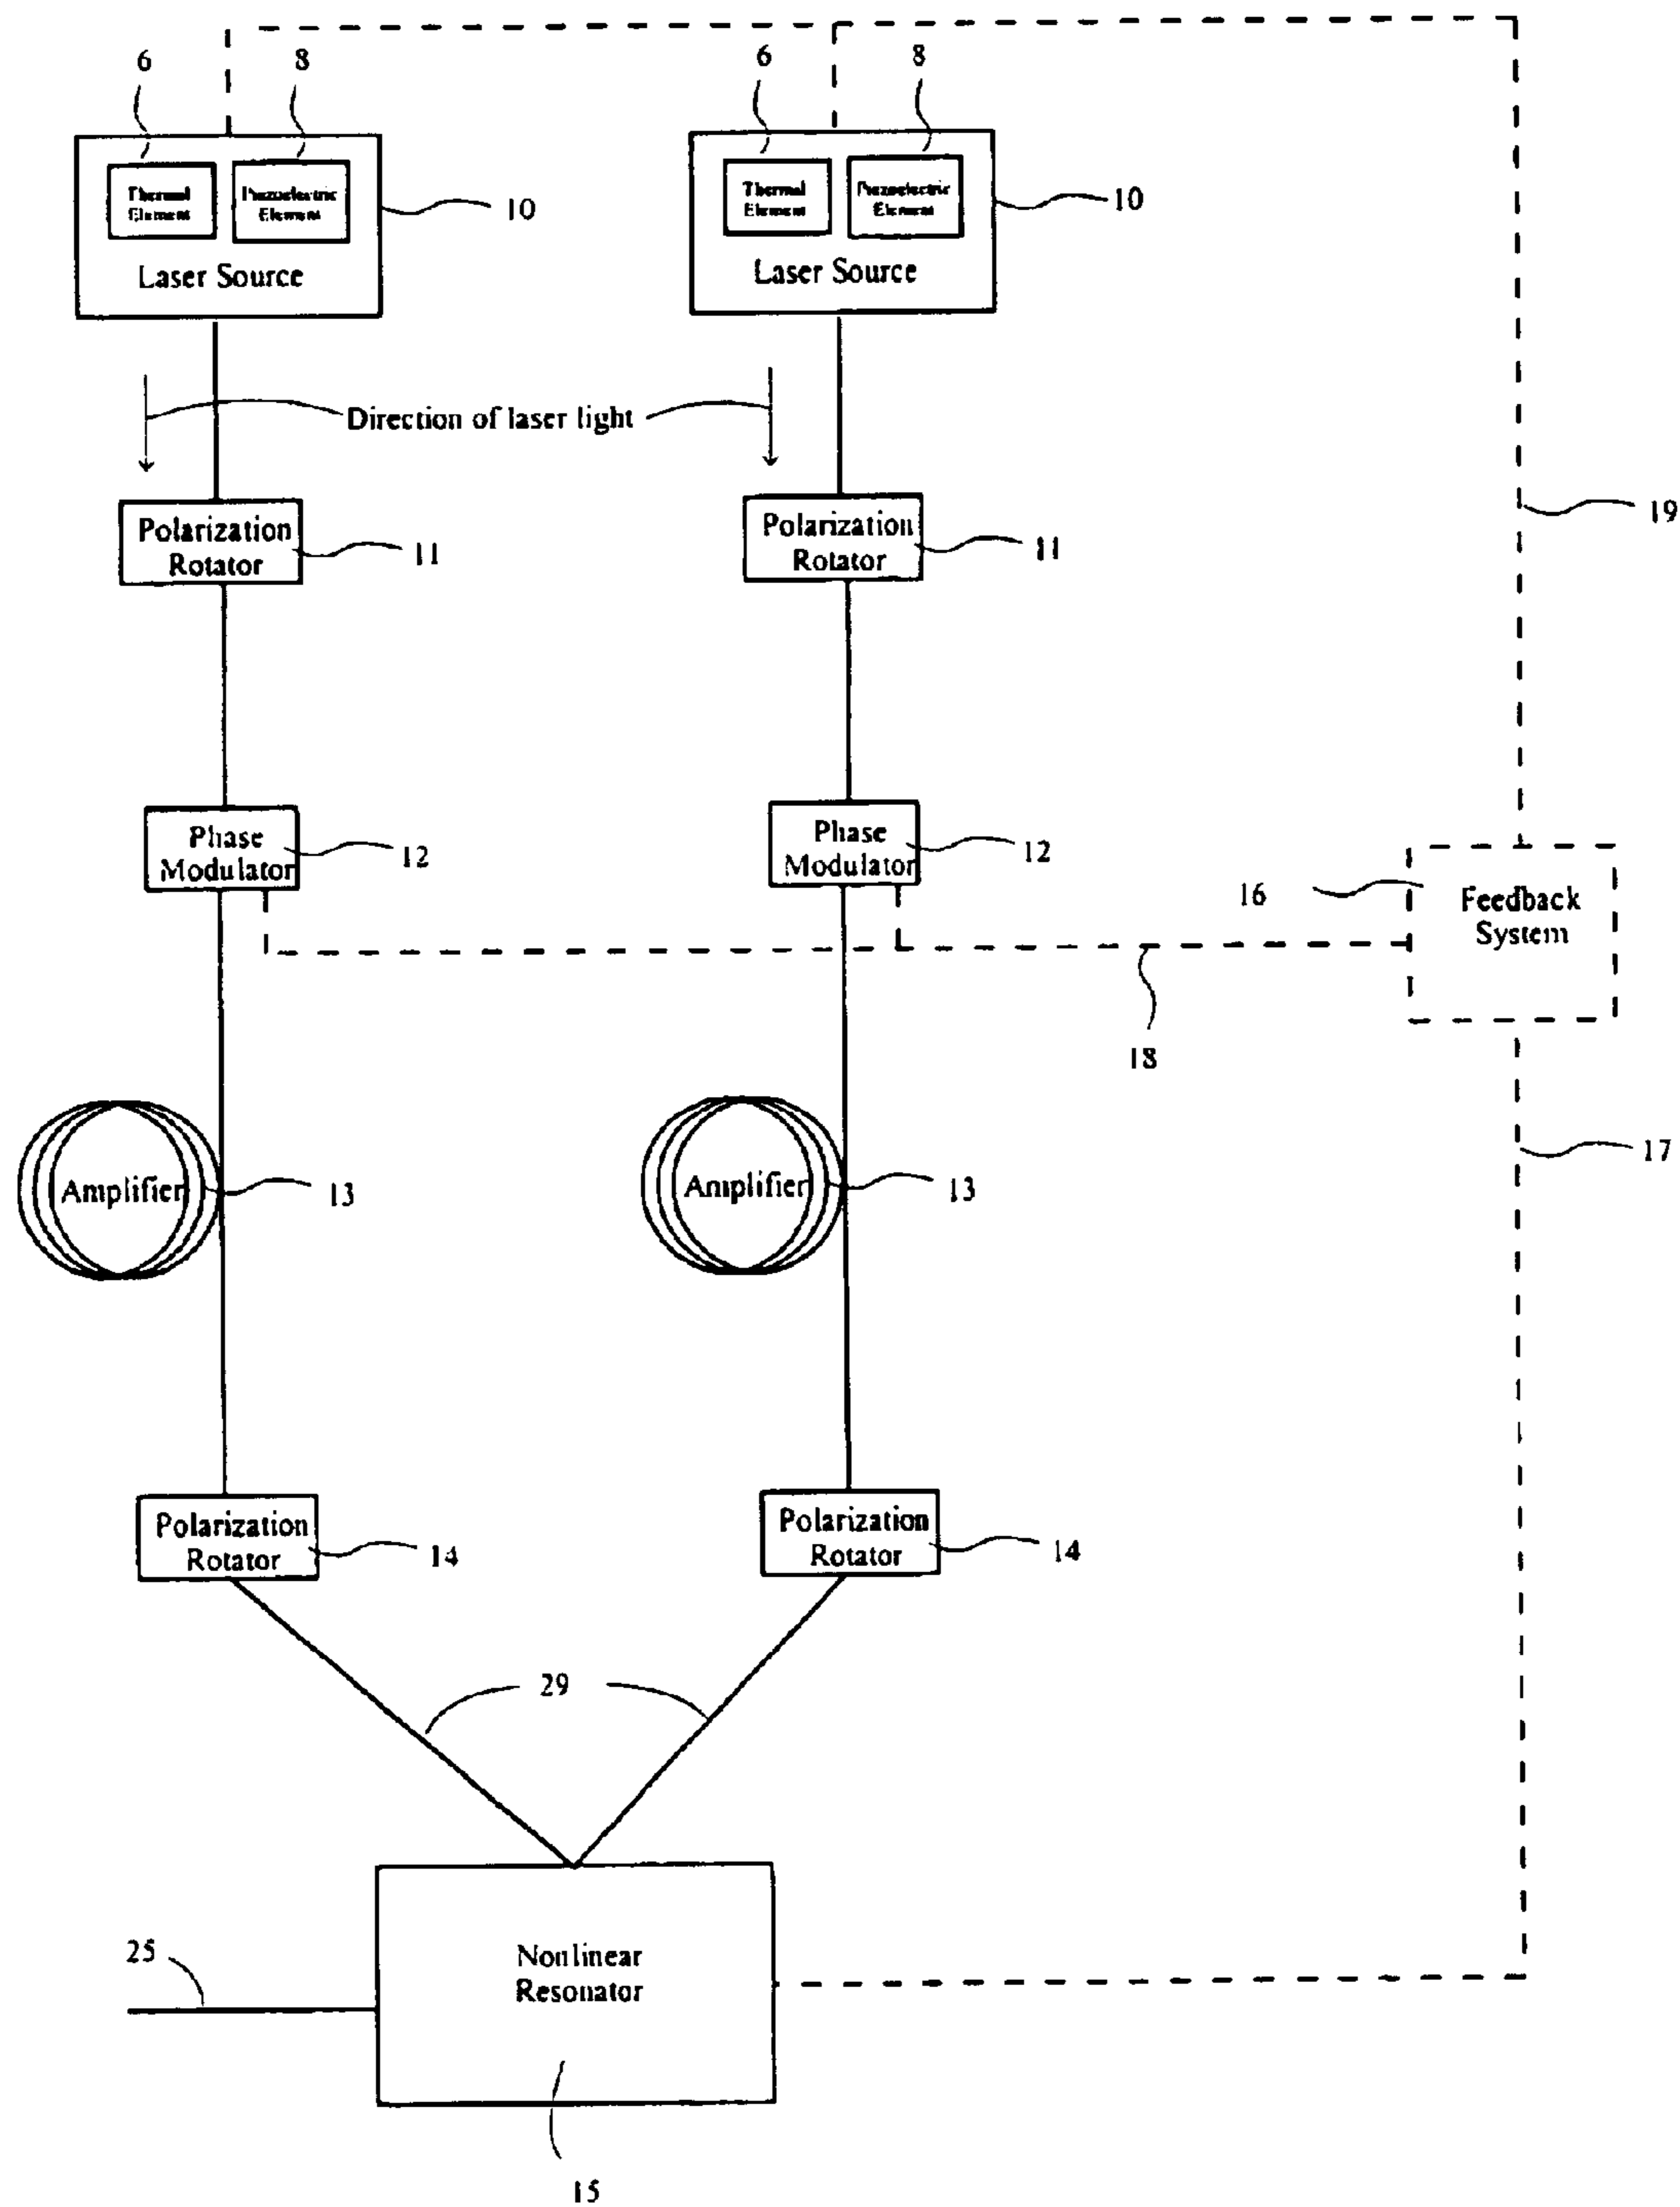 6
8
6
8
Thermal
Element
Piezoelectric
Element
10
Laser Source
Thermal
Element
Piezoelectric
Element
10
Laser Source
Direction of laser light
19
Polarization
Rotator
11
Polarization
Rotator
11
Phase
Modulator
12
Phase
Modulator
12
16
Feedback
System
18
17
Amplifier
13
Amplifier
13
Polarization
Rotator
14
Polarization
Rotator
14
29
25
Nonlinear
Resonator
15